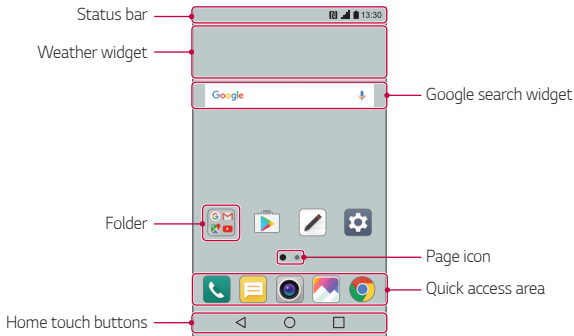 Status bar
13:30
Weather widget
Google
Google search widget
Folder
Page icon
Quick access area
Home touch buttons